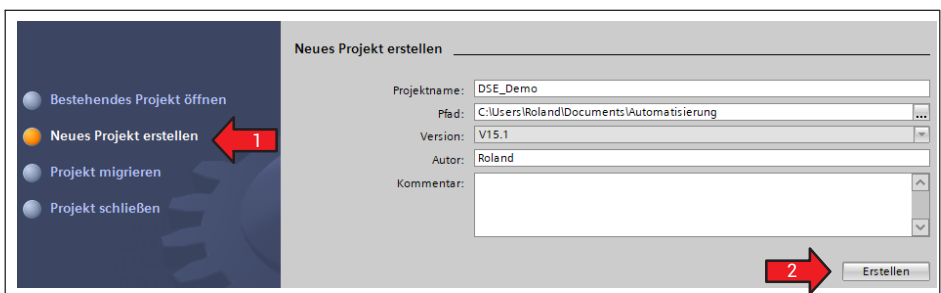 Neues Projekt erstellen
Bestehendes Projekt öffnen
Neues Projekt erstellen
1
Projekt migrieren
Projekt schließen
Projektname: DSE_Demo
Pfad: C:\Users\Roland\Documents\Automatisierung ...
Version: V15.1
Autor: Roland
Kommentar:
2
Erstellen